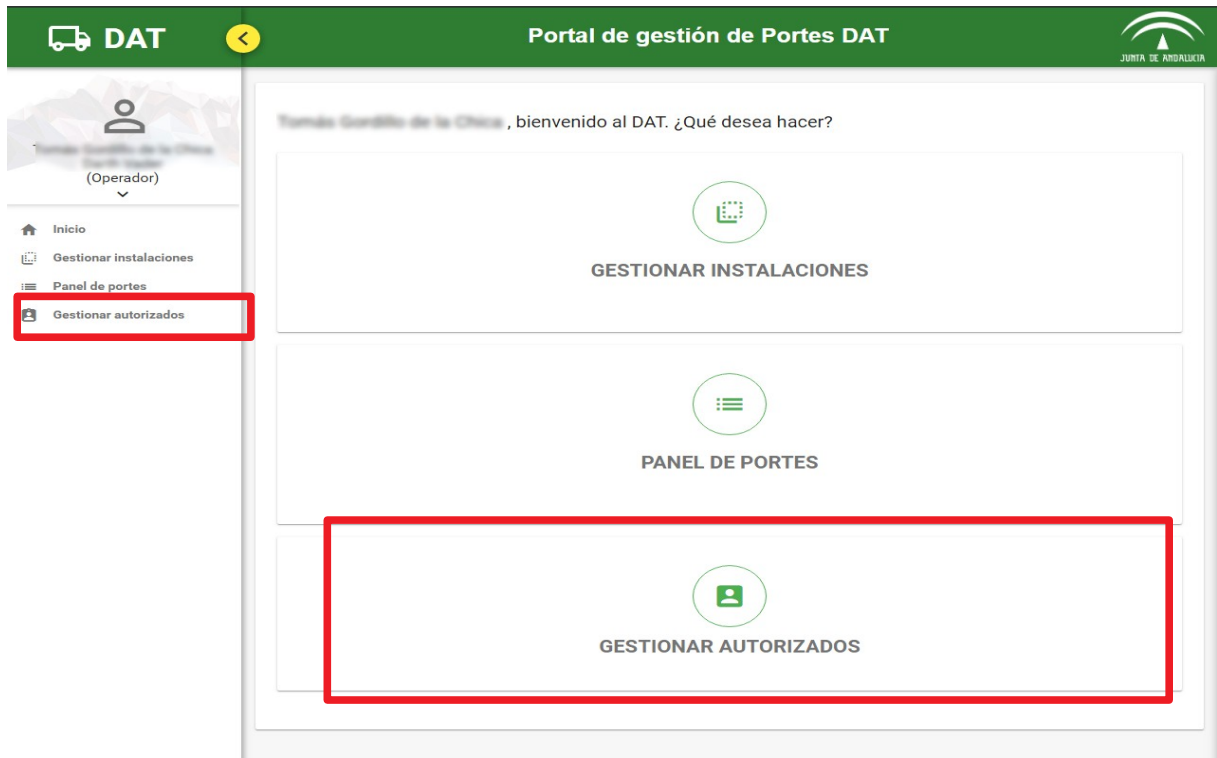 DAT
Portal de gestión de Portes DAT
JUNTA DE ANDALUCIA
, bienvenido al DAT. ¿Qué desea hacer?
(Operador)
Inicio
Gestionar instalaciones
Panel de portes
Gestionar autorizados
GESTIONAR INSTALACIONES
PANEL DE PORTES
GESTIONAR AUTORIZADOS